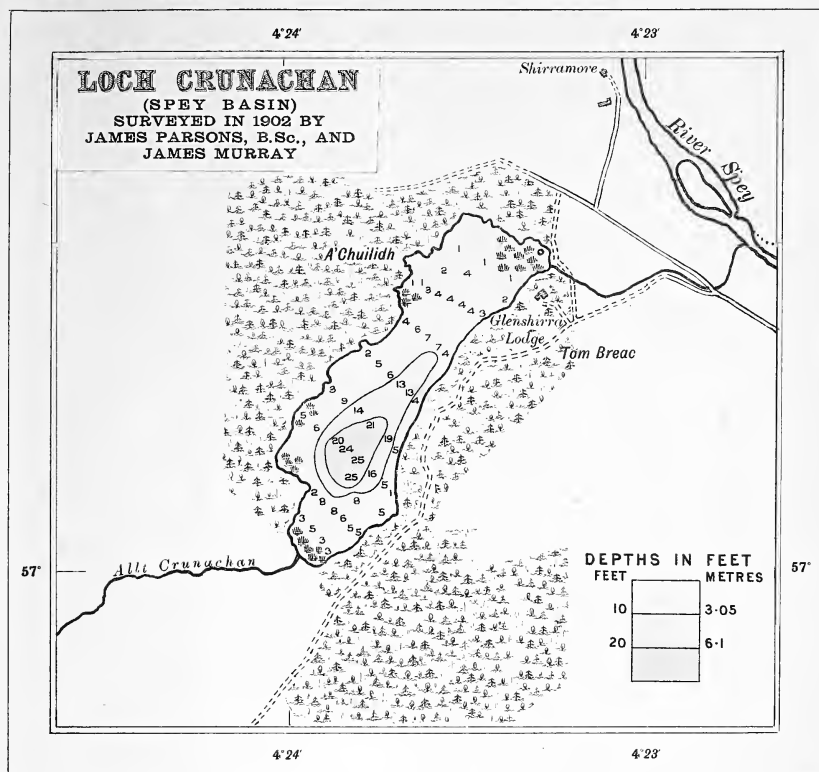 4°24′ 4°23′
LOCH CRUNACHAN
(SPEY BASIN)
SURVEYED IN 1902 BY
JAMES PARSONS, B.Sc., AND
JAMES MURRAY
Shirramore
River Spey
A'Chuilidh
1
1
2 4
1 1 1
3 4 4 4 4 3 2
Glenshirra
Lodge
Tom Breac
4 6 7 7 4
2 5 6 13 13 4
3 9 14 21 19 5
5 6 20 24 25 25 16 5 1
2 8 8 6 8 5
3 5 5 5
3
3
Allt Crunachan
57° 57°
DEPTHS IN FEET
FEET METRES
10 3·05
20 6·1
4°24′ 4°23′